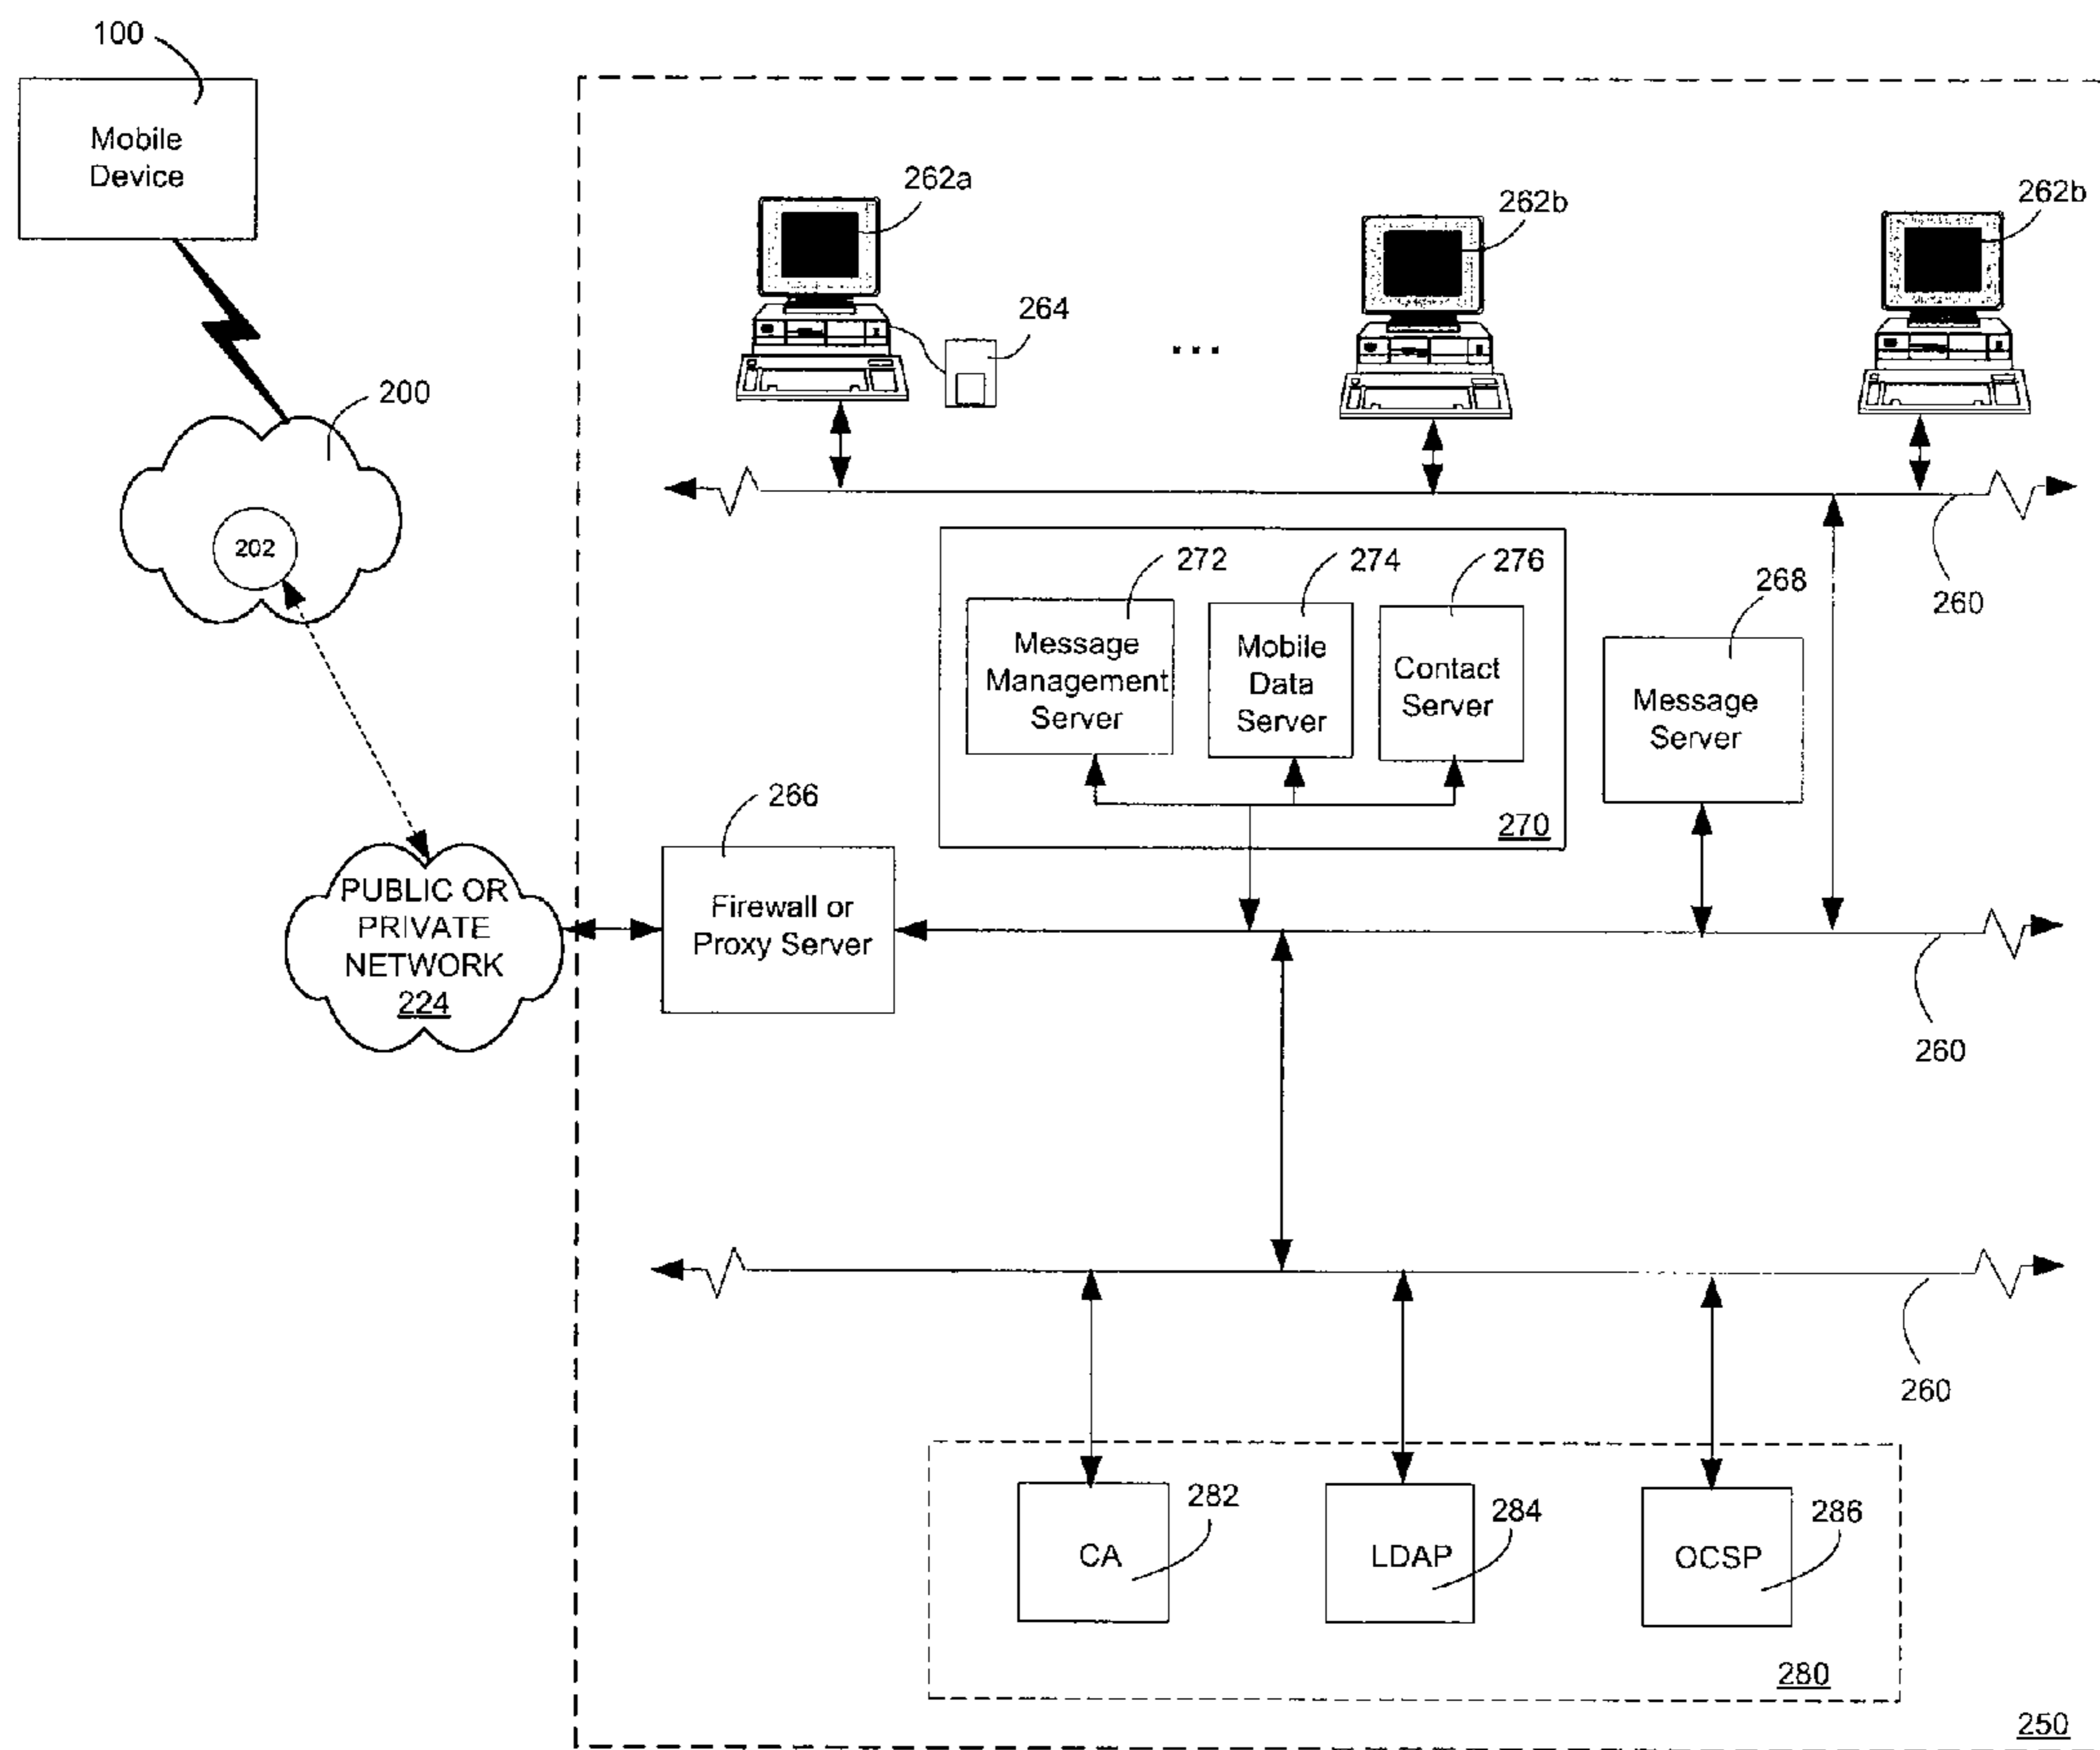 100
Mobile
Device
262a
262b
262b
264
...
200
202
260
272
274
276
268
Message
Management
Server
Mobile
Data
Server
Contact
Server
Message
Server
270
266
Firewall or
Proxy Server
PUBLIC OR
PRIVATE
NETWORK
224
260
260
282
284
286
CA
LDAP
OCSP
280
250